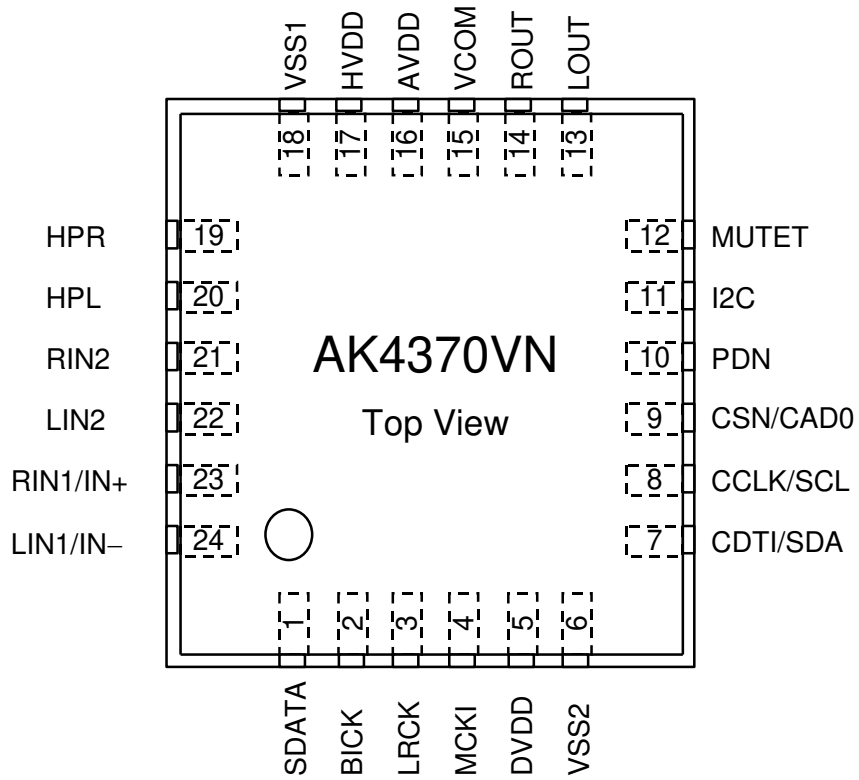 VSS1 HVDD AVDD VCOM ROUT LOUT
18 17 16 15 14 13
HPR 19 12 MUTET
HPL 20 11 I2C
RIN2 21 AK4370VN 10 PDN
LIN2 22 Top View 9 CSN/CAD0
RIN1/IN+ 23 8 CCLK/SCL
LIN1/IN− 24 7 CDTI/SDA
1 2 3 4 5 6
SDATA BICK LRCK MCKI DVDD VSS2